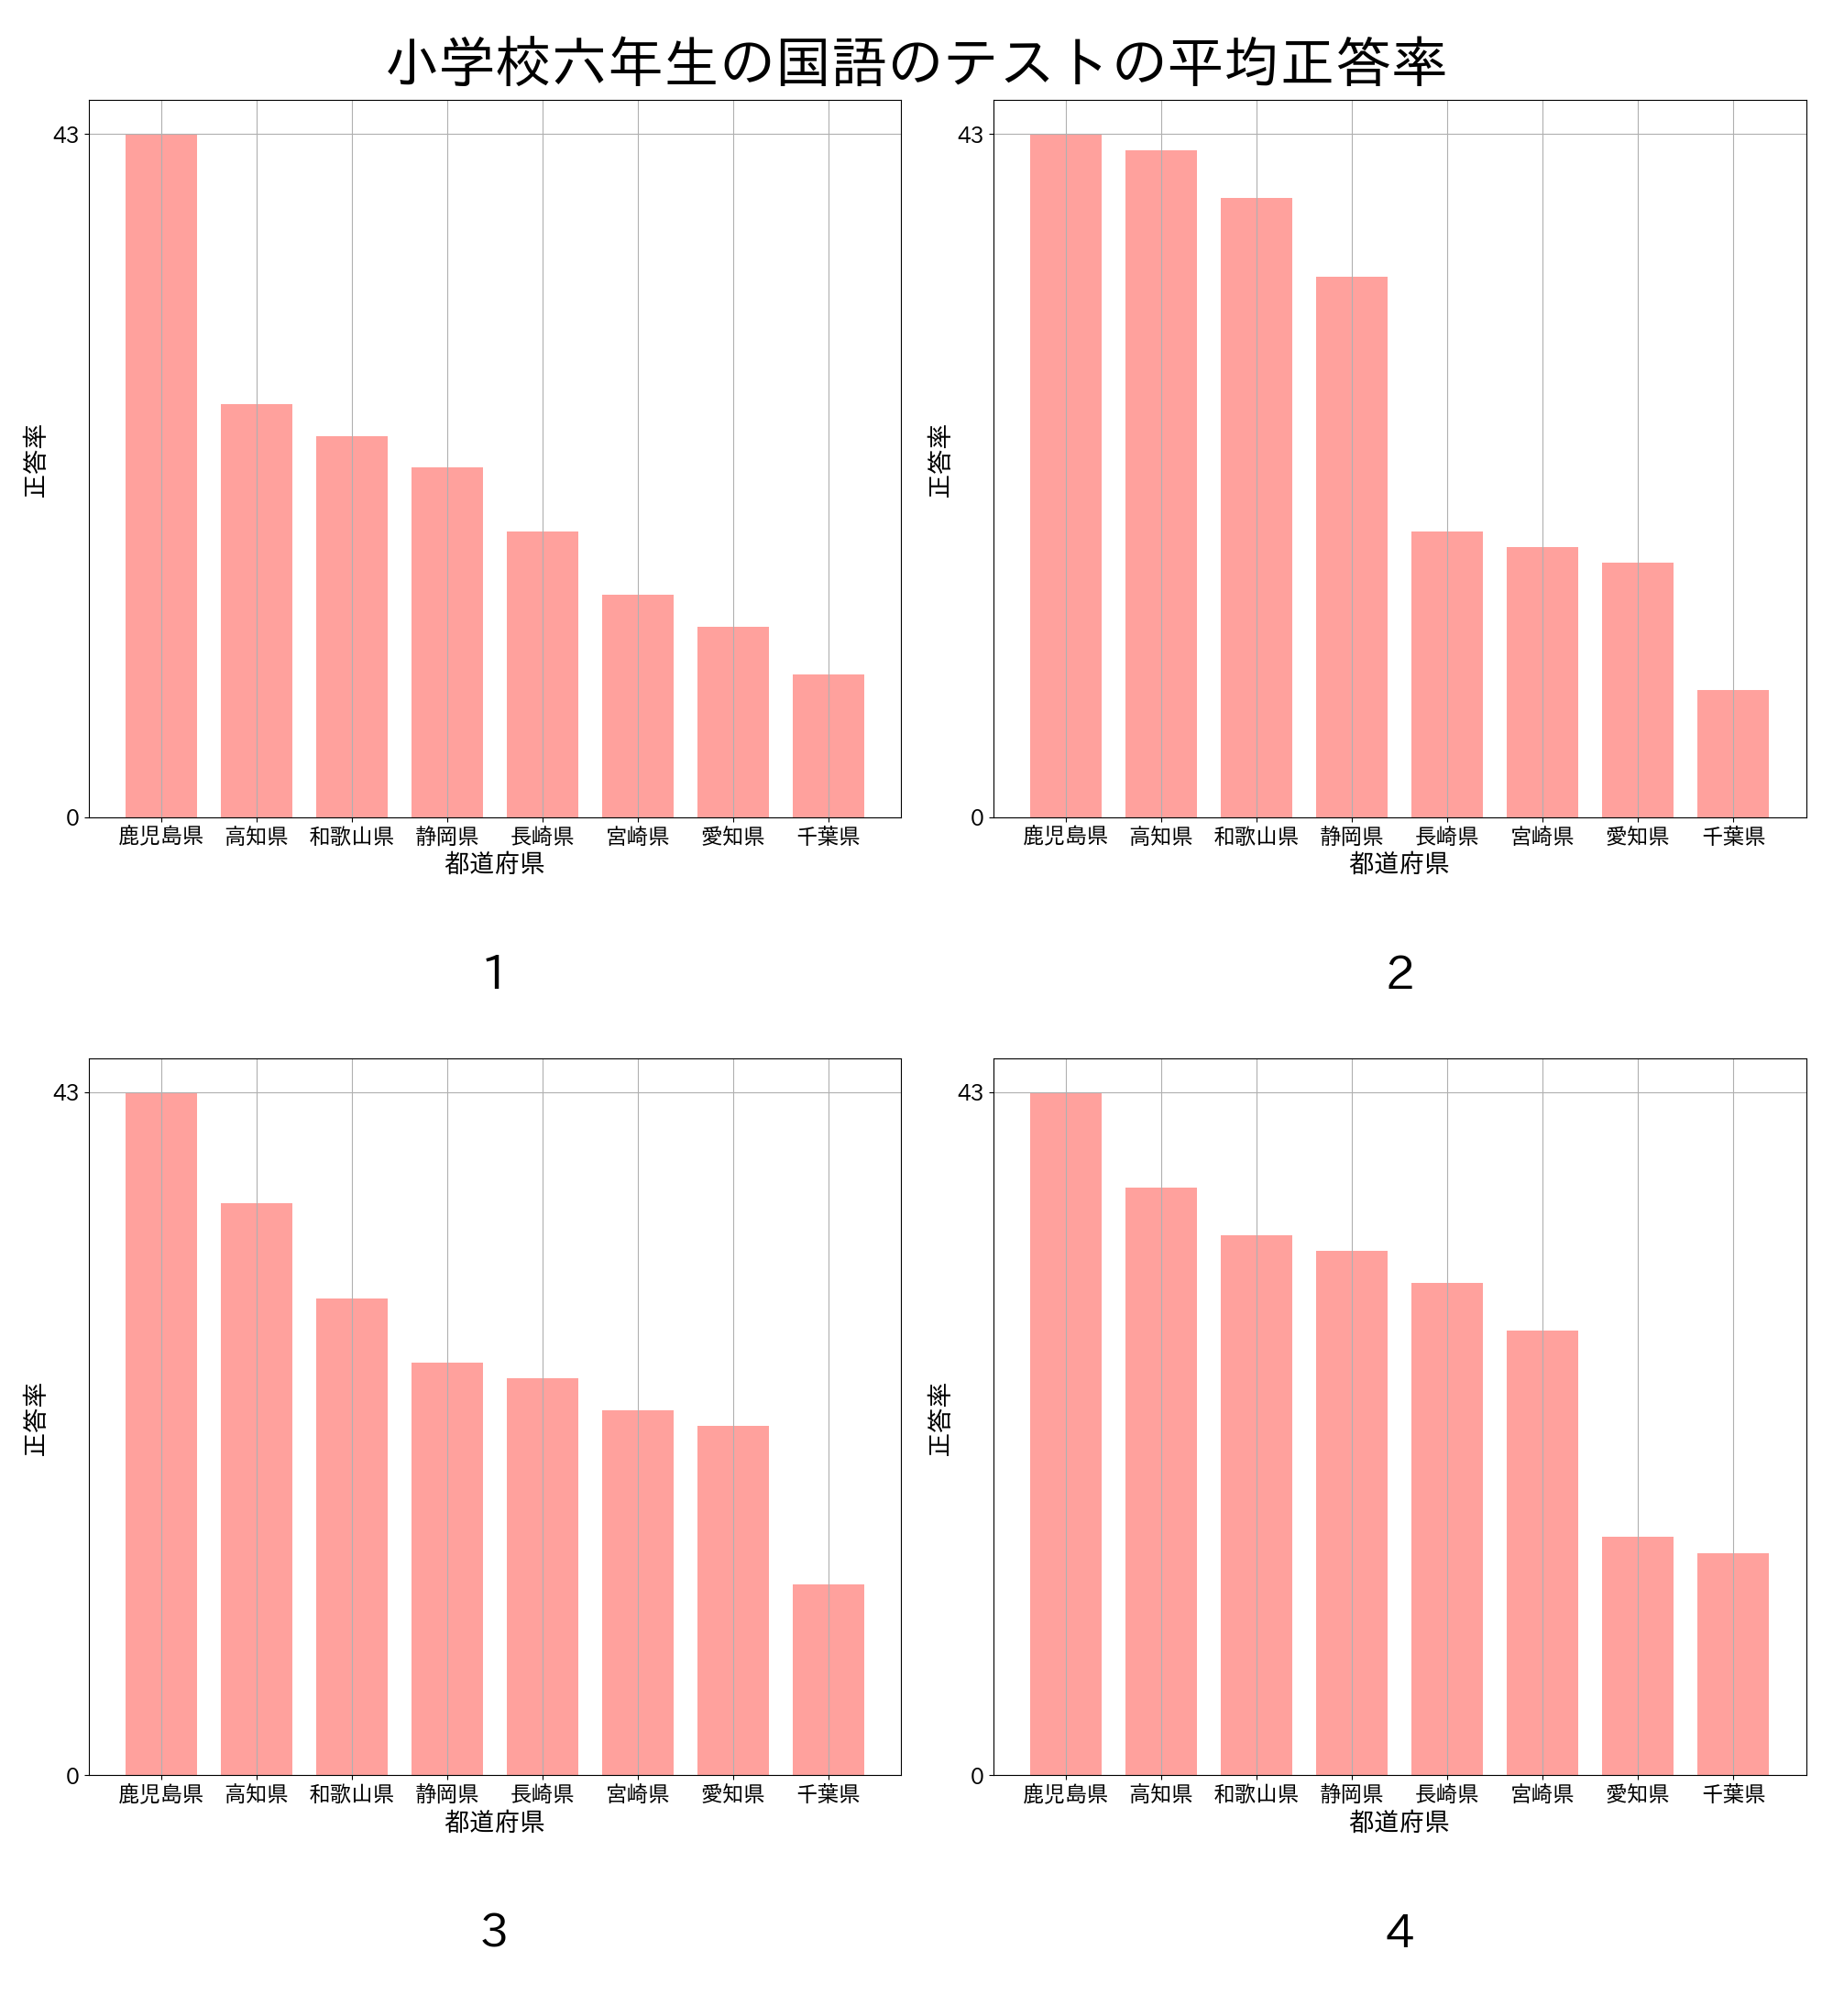 小学校六年生の国語のテストの平均正答率
43
0
正答率
鹿児島県 高知県 和歌山県 静岡県 長崎県 宮崎県 愛知県 千葉県
都道府県
1
43
0
正答率
鹿児島県 高知県 和歌山県 静岡県 長崎県 宮崎県 愛知県 千葉県
都道府県
2
43
0
正答率
鹿児島県 高知県 和歌山県 静岡県 長崎県 宮崎県 愛知県 千葉県
都道府県
3
43
0
正答率
鹿児島県 高知県 和歌山県 静岡県 長崎県 宮崎県 愛知県 千葉県
都道府県
4